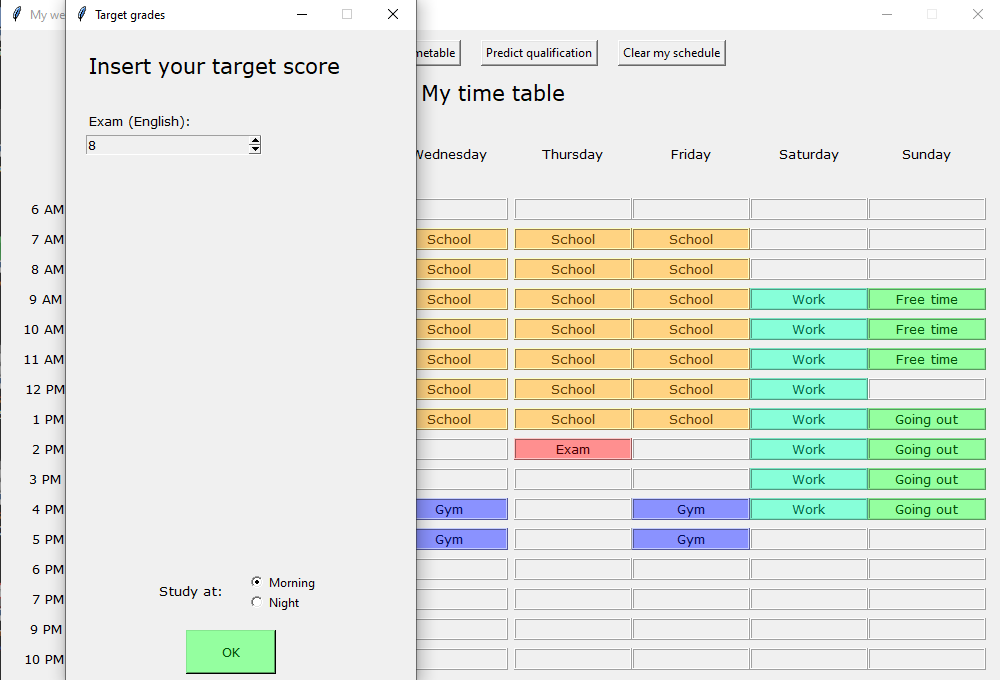 My we
Target grades
Insert your target score
Exam (English):
8
Study at:
Morning
Night
OK
metable
Predict qualification
Clear my schedule
My time table
Wednesday Thursday Friday Saturday Sunday
6 AM
7 AM School School School
8 AM School School School
9 AM School School School Work Free time
10 AM School School School Work Free time
11 AM School School School Work Free time
12 PM School School School Work
1 PM School School School Work Going out
2 PM Exam Work Going out
3 PM Work Going out
4 PM Gym Gym Work Going out
5 PM Gym Gym
6 PM
7 PM
9 PM
10 PM